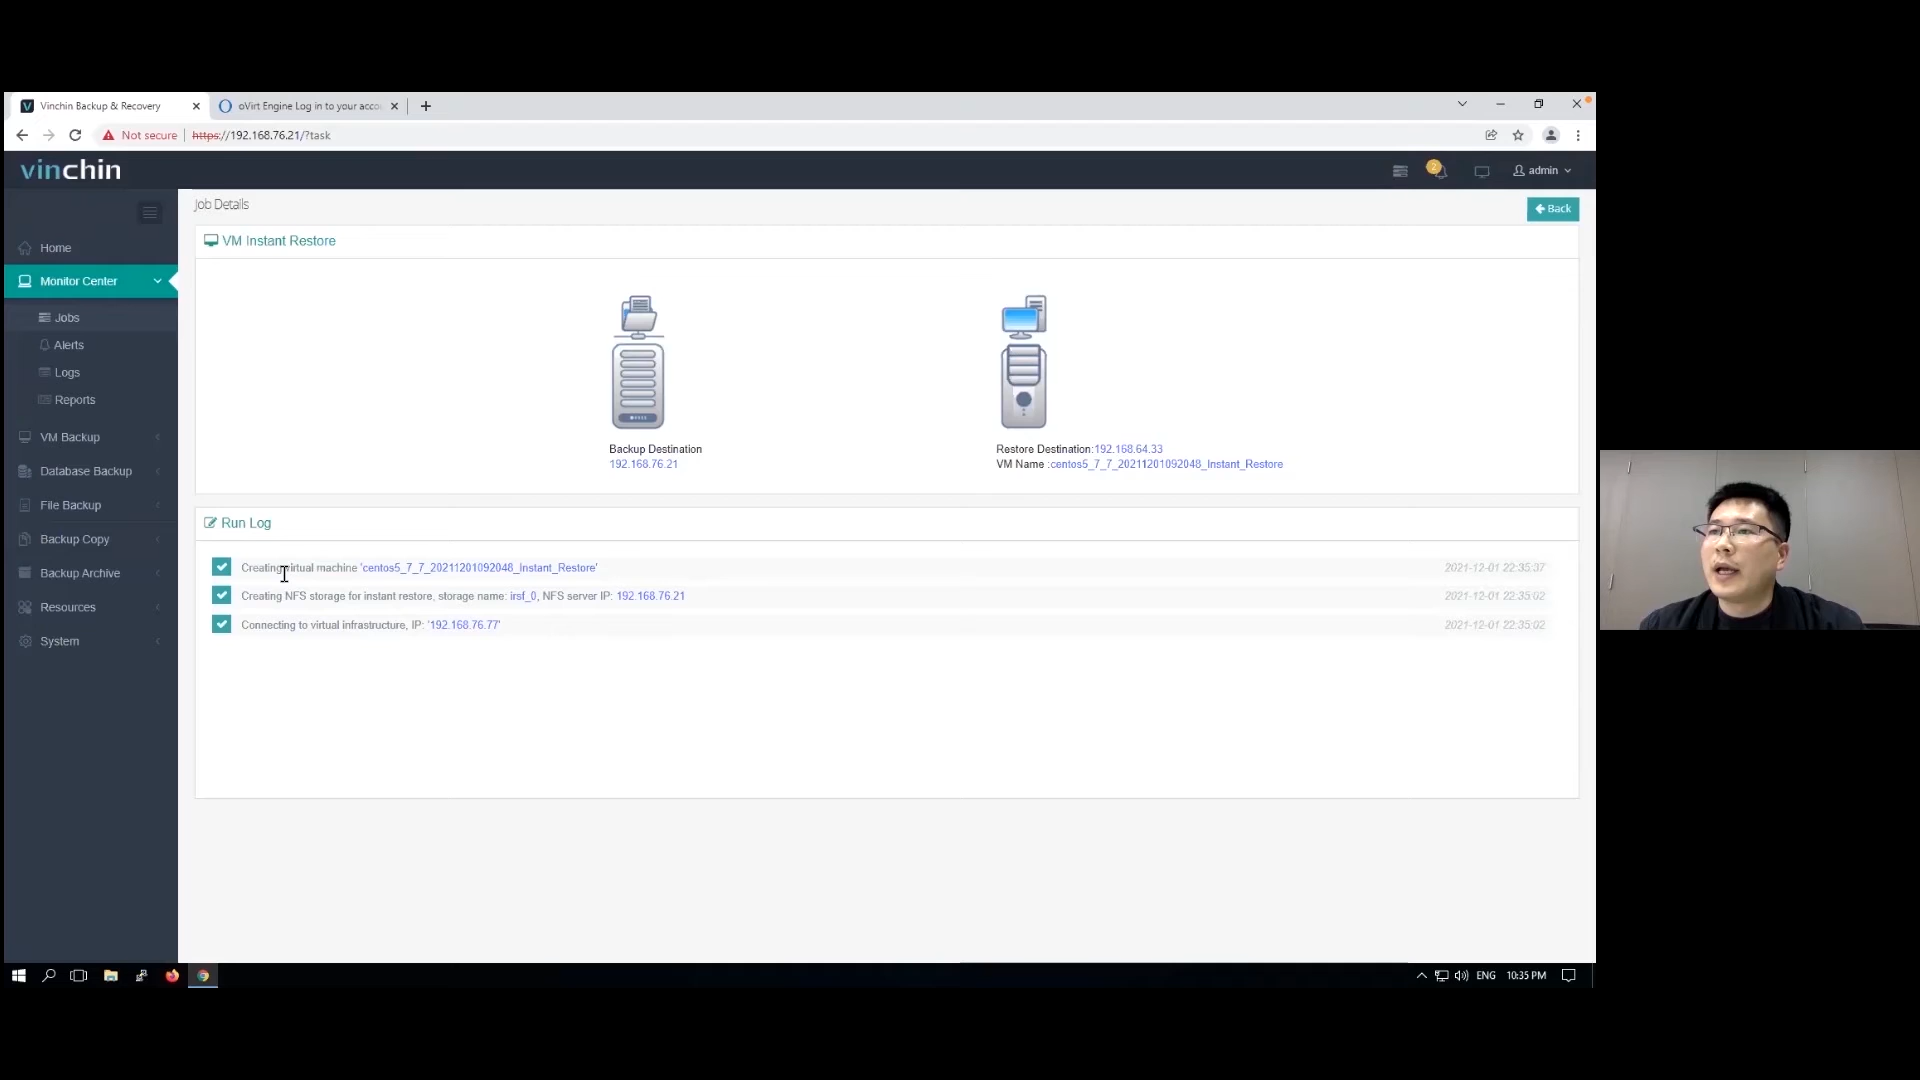 Vinchin Backup & Recovery
oVirt Engine Log in to your acco
Not secure
https://192.168.76.21/?task
vinchin
2
admin
Job Details
Back
VM Instant Restore
Home
Monitor Center
Jobs
Alerts
Logs
Reports
VM Backup
Database Backup
File Backup
Backup Copy
Backup Archive
Resources
System
Backup Destination
192.168.76.21
Restore Destination:192.168.64.33
VM Name :centos5_7_7_20211201092048_Instant_Restore
Run Log
Creating virtual machine 'centos5_7_7_20211201092048_Instant_Restore' 2021-12-01 22:35:37
Creating NFS storage for instant restore, storage name: irsf_0, NFS server IP: 192.168.76.21 2021-12-01 22:35:02
Connecting to virtual infrastructure, IP: '192.168.76.77' 2021-12-01 22:35:02
ENG
10:35 PM